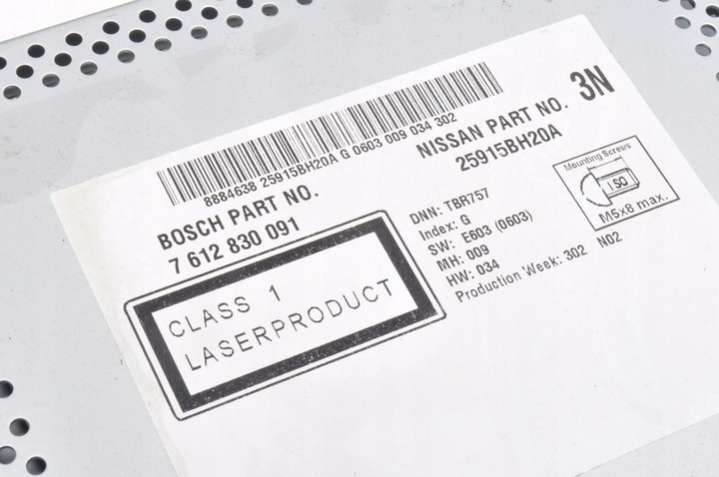 3N
8884638 25915BH20A G 0603 009 034 302
NISSAN PART NO.
25915BH20A
BOSCH PART NO.
7 612 830 091
Mounting Screws
ISO
M5x8 max.
DNN: TBR757
Index: G
SW: E603 (0603)
MH: 009
HW: 034
Production Week: 302 N02
CLASS 1
LASERPRODUCT